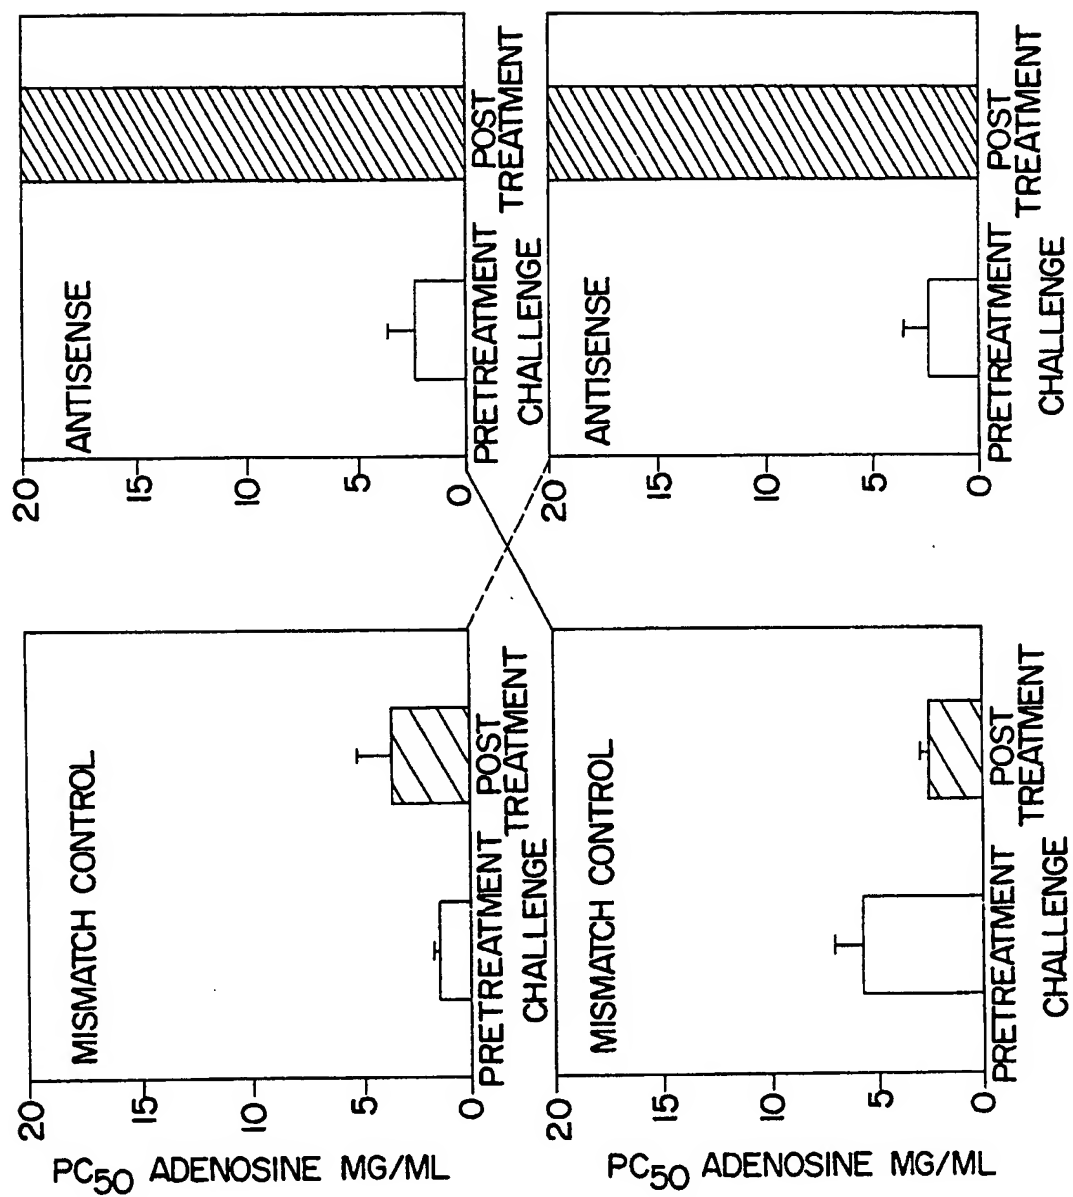 PC50 ADENOSINE MG/ML
20
15
10
5
0
MISMATCH CONTROL
PRETREATMENT
CHALLENGE
POST
TREATMENT
20
15
10
5
0
ANTISENSE
PRETREATMENT
CHALLENGE
POST
TREATMENT
PC50 ADENOSINE MG/ML
20
15
10
5
0
MISMATCH CONTROL
PRETREATMENT
CHALLENGE
POST
TREATMENT
20
15
10
5
0
ANTISENSE
PRETREATMENT
CHALLENGE
POST
TREATMENT